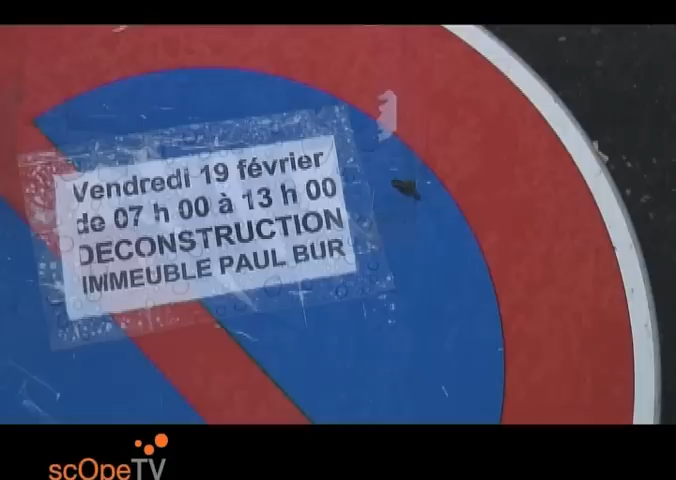 Vendredi 19 février
de 07 h 00 à 13 h 00
DECONSTRUCTION
IMMEUBLE PAUL BUR
scOpeTV